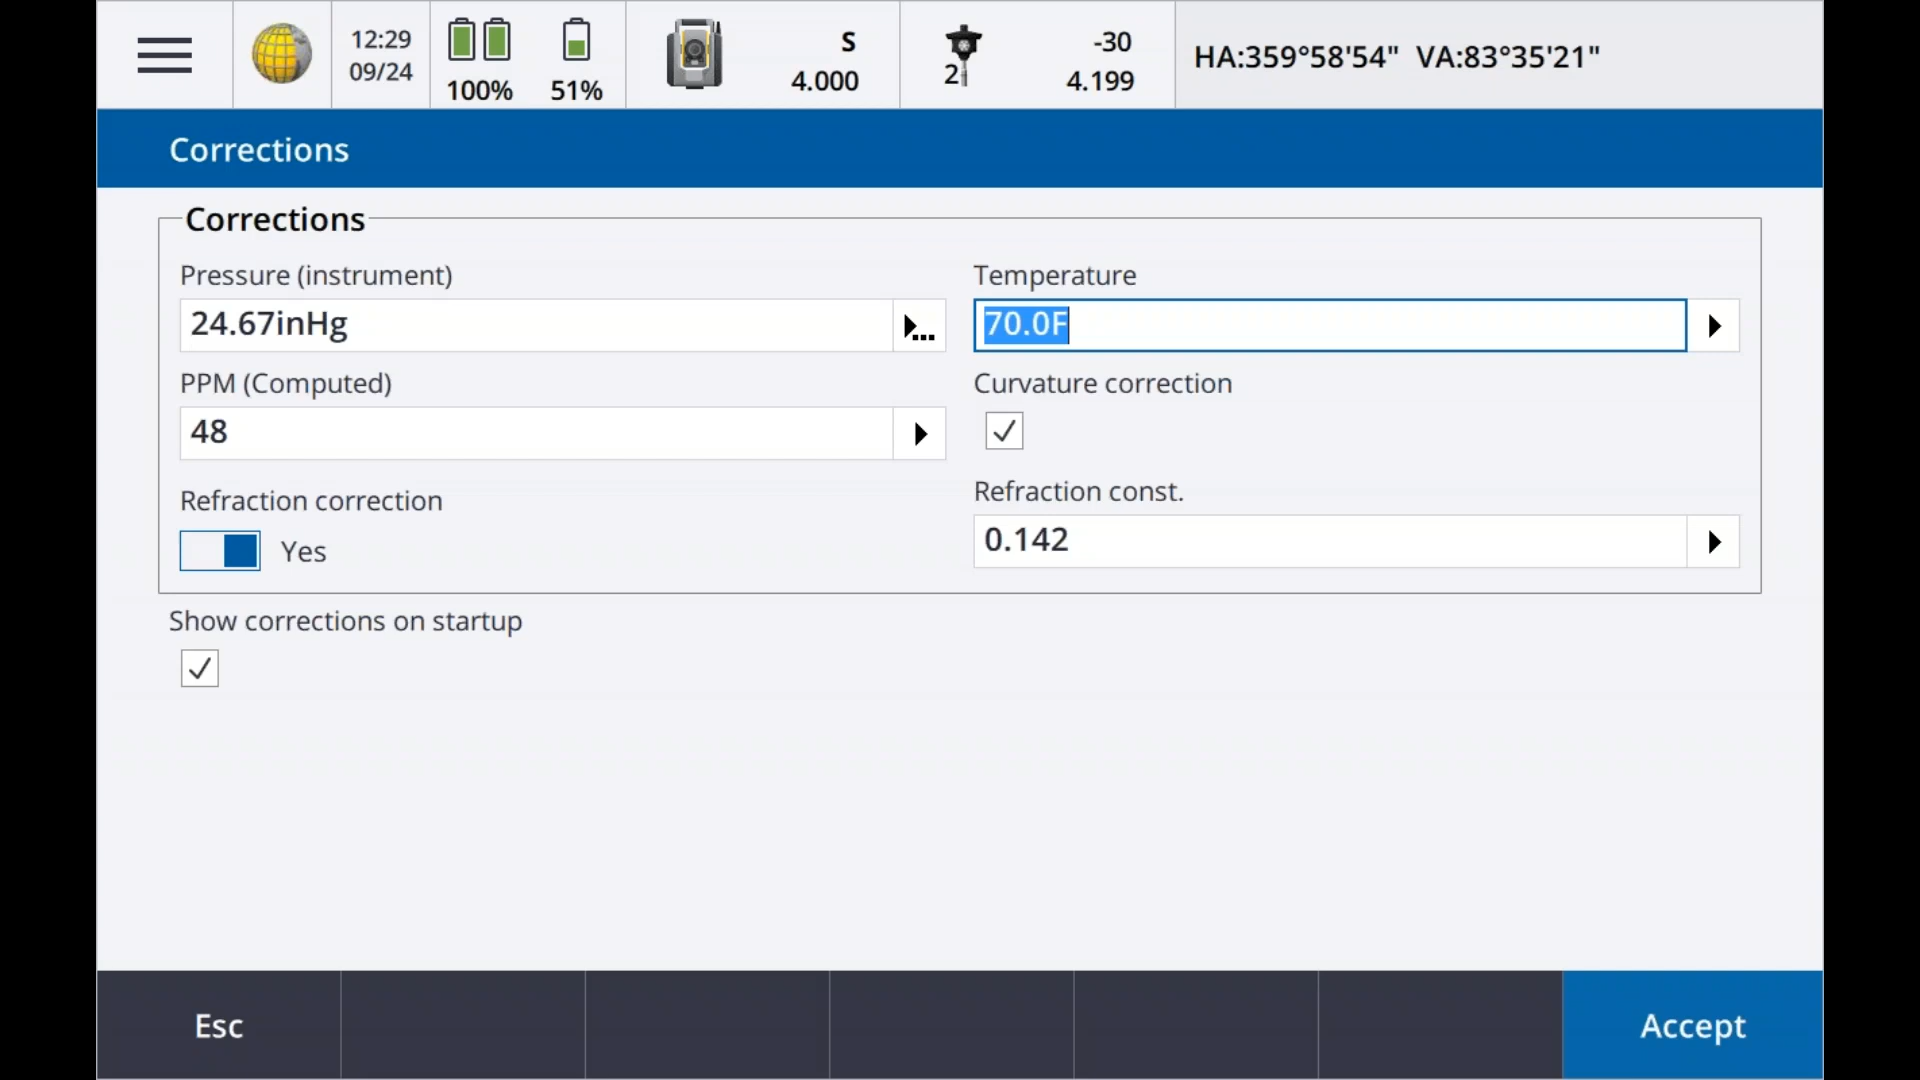 12:29
09/24
100%
51%
S
4.000
2
-30
4.199
HA:359°58'54" VA:83°35'21"
Corrections
Corrections
Pressure (instrument)
24.67inHg
Temperature
70.0F
PPM (Computed)
48
Curvature correction
Refraction correction
Yes
Refraction const.
0.142
Show corrections on startup
Esc
Accept